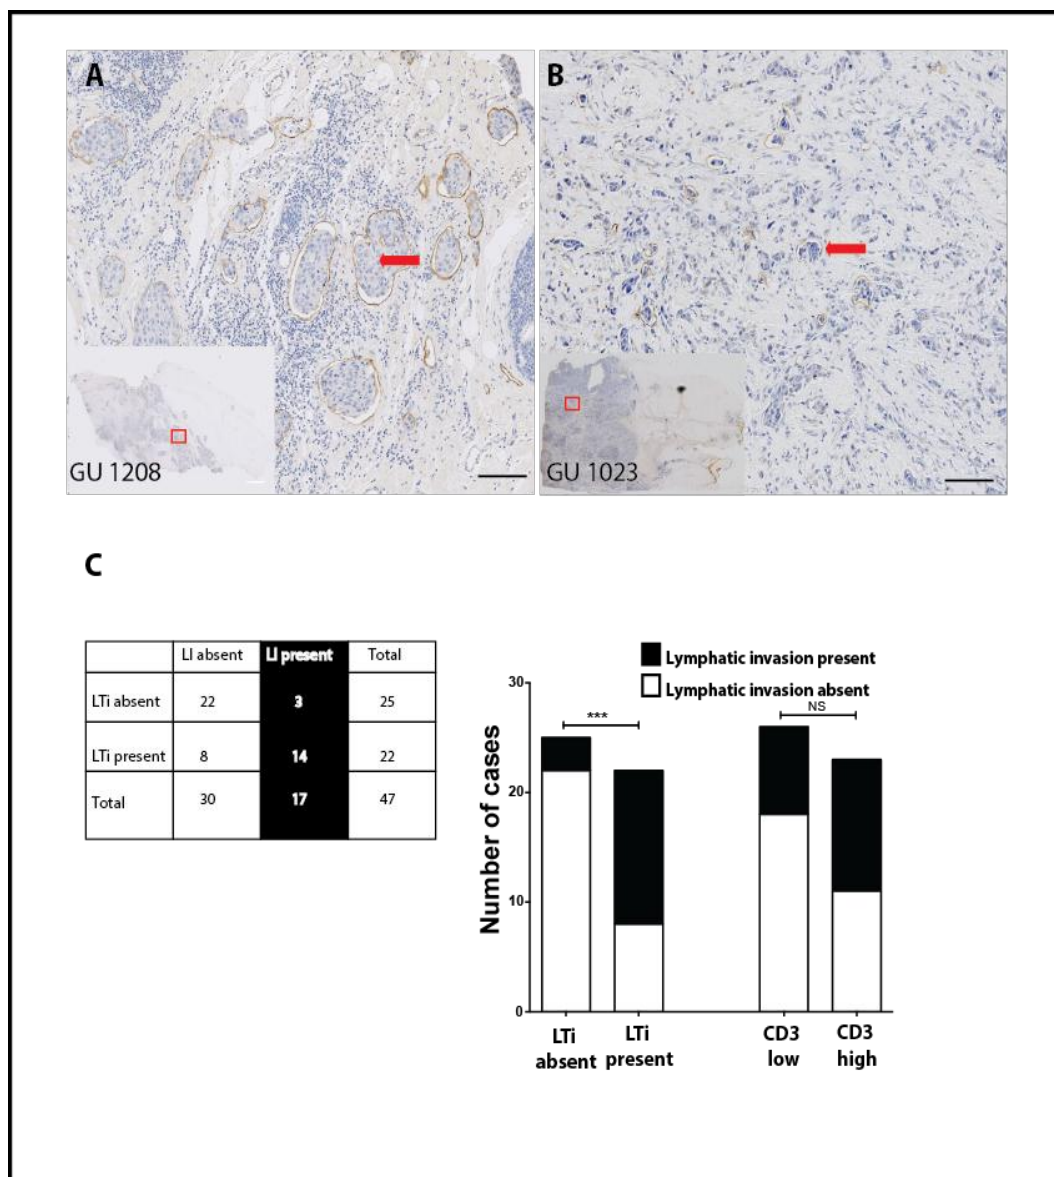 A
B
GU 1208
GU 1023
C
LI absent LI present Total
LTi absent 22 3 25
LTi present 8 14 22
Total 30 17 47
Lymphatic invasion present
Lymphatic invasion absent
Number of cases
30
20
10
0
***
NS
LTi
absent
LTi
present
CD3
low
CD3
high